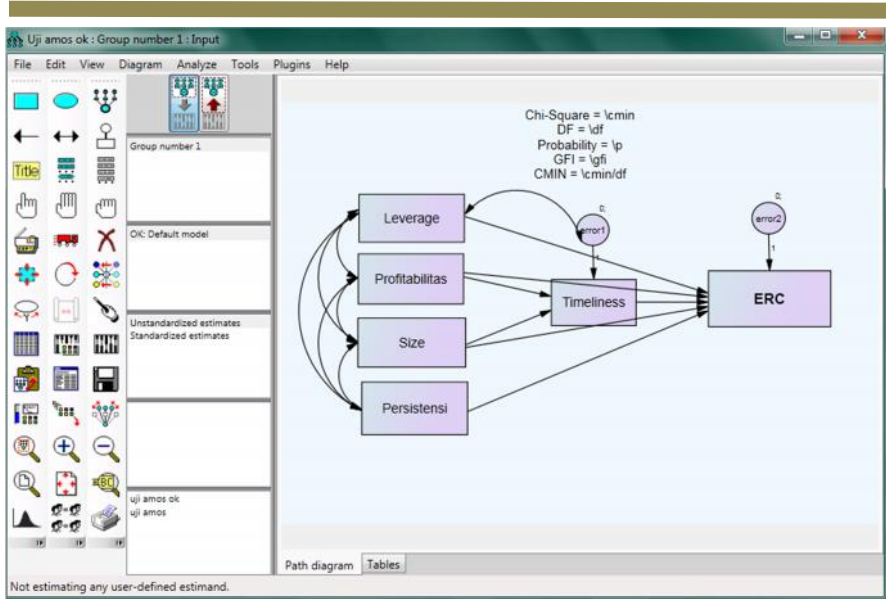 Uji amos ok : Group number 1 : Input
File Edit View Diagram Analyze Tools Plugins Help
Title
Group number 1
OK: Default model
Unstandardized estimates
Standardized estimates
uji amos ok
uji amos
Chi-Square = \cmin
DF = \df
Probability = \p
GFI = \gfi
CMIN = \cmin/df
Leverage
Profitabilitas
Size
Persistensi
0;
error1
1
Timeliness
0;
error2
1
ERC
Path diagram Tables
Not estimating any user-defined estimand.